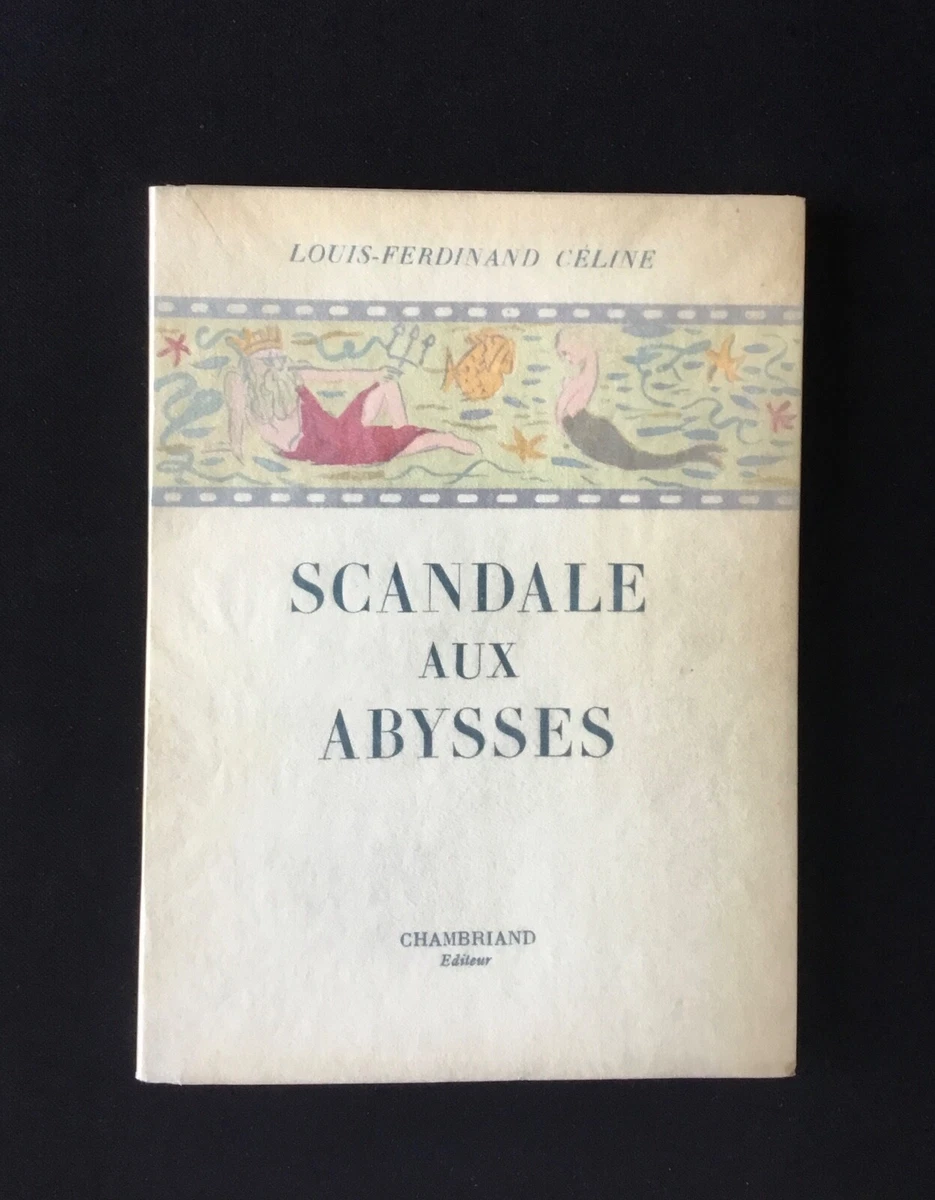 LOUIS-FERDINAND CÉLINE
SCANDALE
AUX
ABYSSES
CHAMBRIAND
Editeur